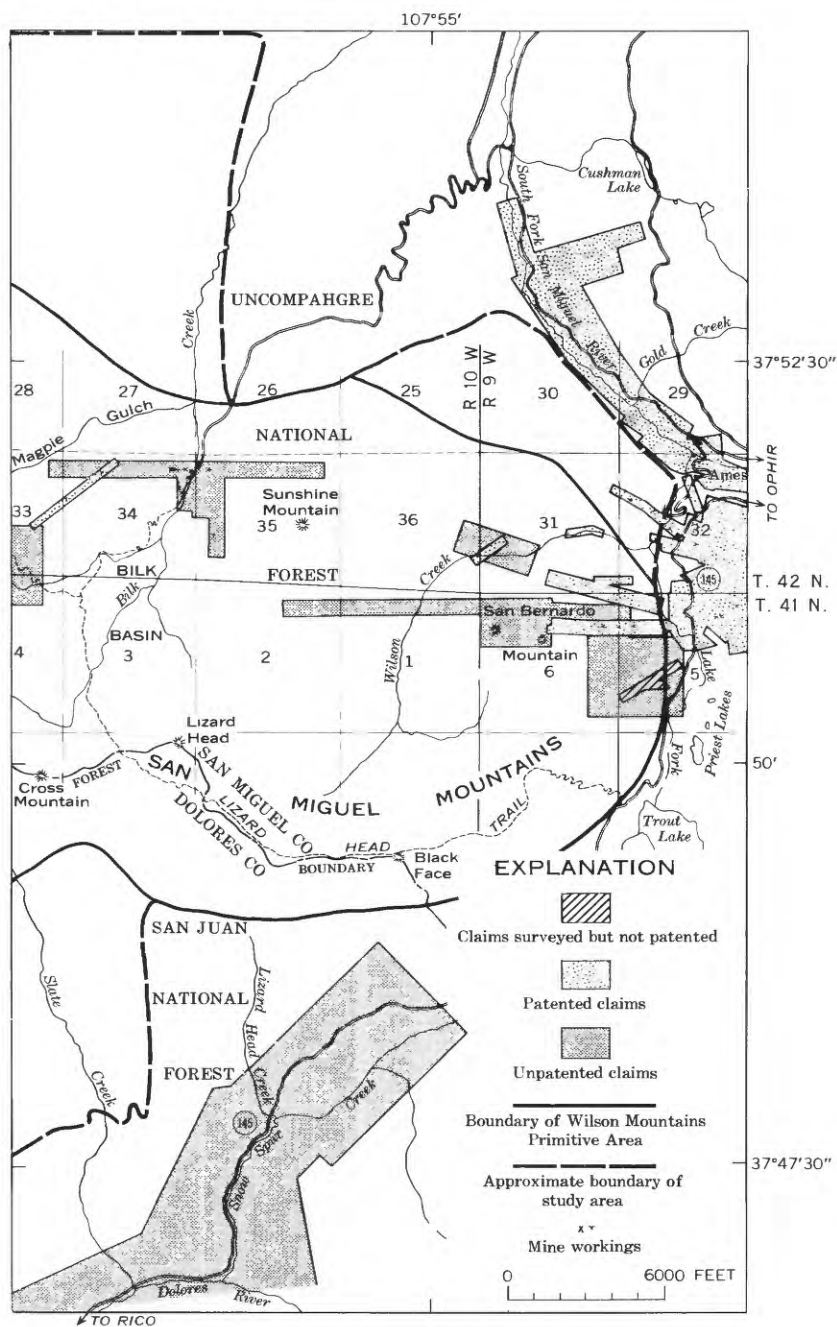 107°55'
South Fork San Miguel River
Cushman
Lake
UNCOMPAHGRE
Creek
Gold Creek
37°52'30"
R 10 W
R 9 W
28
27
26
25
30
29
Magpie Gulch
NATIONAL
Ames
TO OPHIR
33
34
35
Sunshine
Mountain
36
31
32
145
BILK
FOREST
Creek
T. 42 N.
T. 41 N.
Bilk
BASIN
San Bernardo
Mountain
Wilson
4
3
2
1
6
5
Lake
Fork
Priest Lakes
Lizard
Head
50'
Cross
Mountain
FOREST
SAN
MIGUEL
MOUNTAINS
SAN MIGUEL CO
DOLORES CO
LIZARD
HEAD
TRAIL
BOUNDARY
Black
Face
Trout
Lake
EXPLANATION
Claims surveyed but not patented
Patented claims
Unpatented claims
Boundary of Wilson Mountains
Primitive Area
Approximate boundary of
study area
Mine workings
0
6000 FEET
SAN JUAN
NATIONAL
FOREST
Slate
Creek
Lizard
Head Creek
145
Snow
Spur
Creek
Snow
37°47'30"
Dolores
River
TO RICO